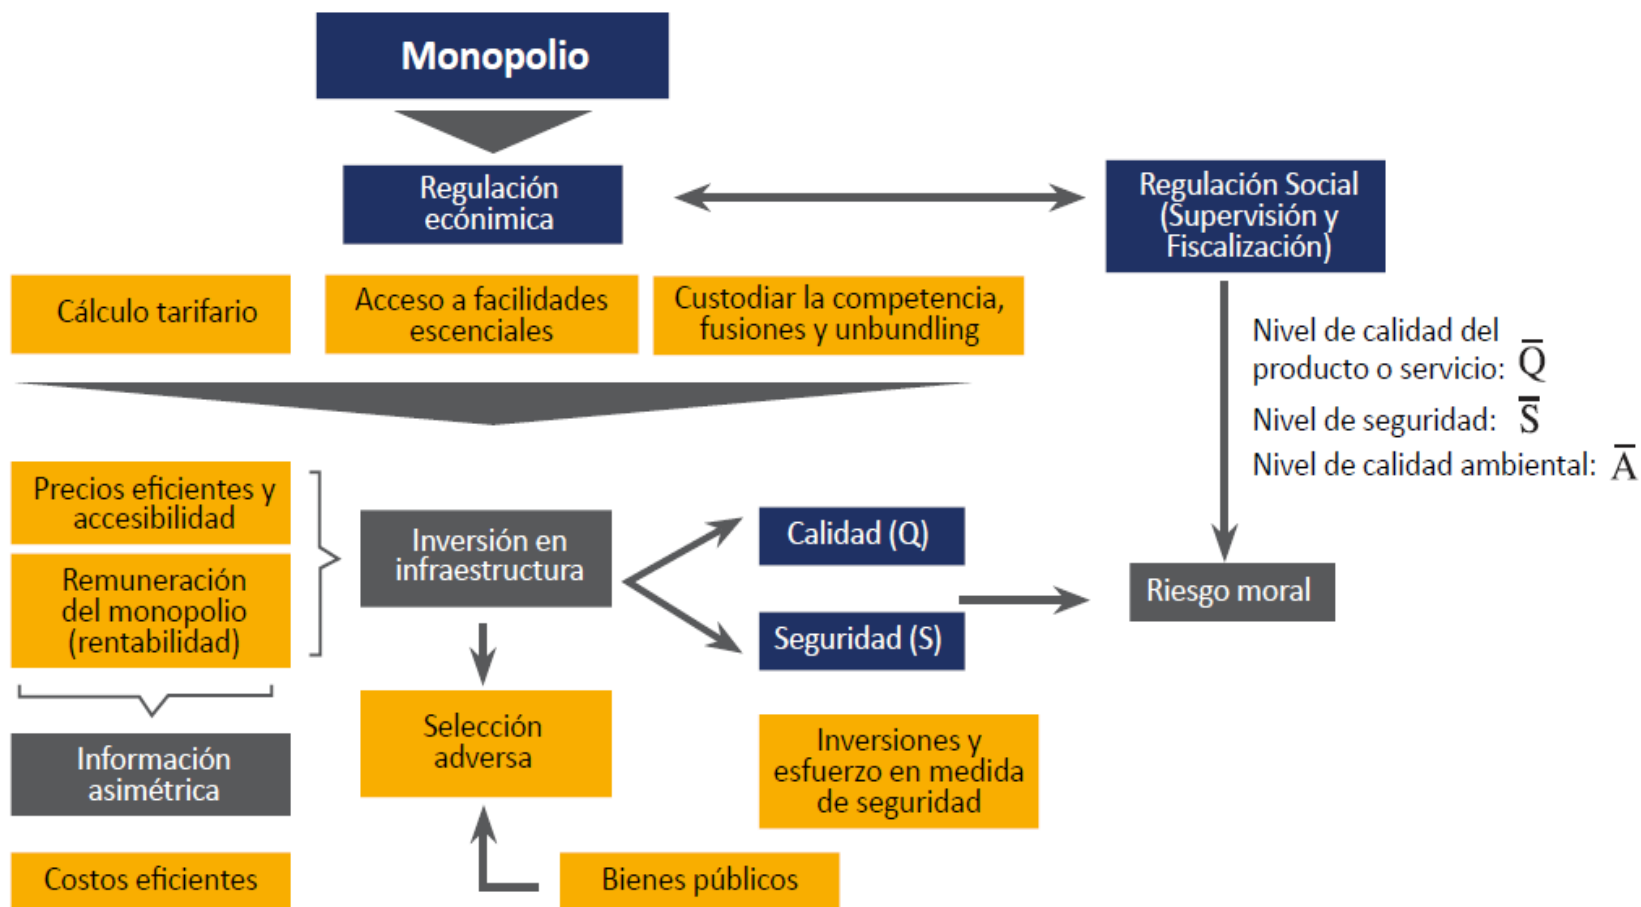 Monopolio
Regulación
ecónimica
Regulación Social
(Supervisión y
Fiscalización)
Cálculo tarifario
Acceso a facilidades
escenciales
Custodiar la competencia,
fusiones y unbundling
Nivel de calidad del
producto o servicio: Q̅
Nivel de seguridad: S̅
Nivel de calidad ambiental: A̅
Precios eficientes y
accesibilidad
Remuneración
del monopolio
(rentabilidad)
Inversión en
infraestructura
Calidad (Q)
Seguridad (S)
Riesgo moral
Información
asimétrica
Selección
adversa
Inversiones y
esfuerzo en medida
de seguridad
Costos eficientes
Bienes públicos